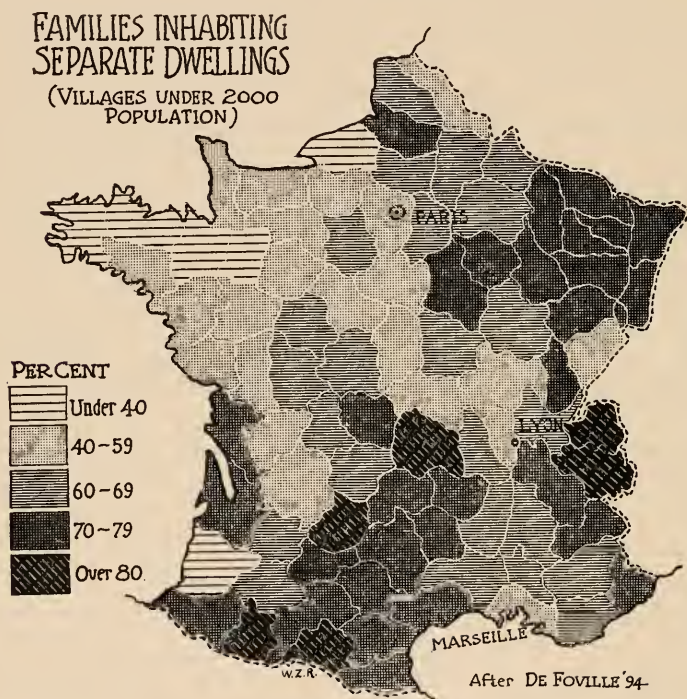 FAMILIES INHABITING
SEPARATE DWELLINGS
(VILLAGES UNDER 2000
POPULATION)
PARIS
PER CENT
Under 40
40-59
60-69
70-79
Over 80.
LYON
MARSEILLE
W.Z.R.
After DE FOVILLE '94